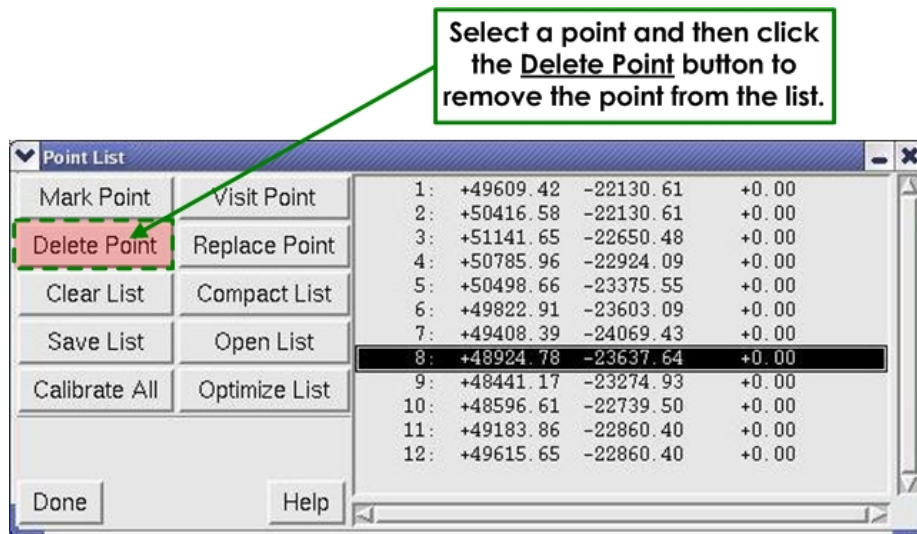 Select a point and then click
the Delete Point button to
remove the point from the list.
Point List
Mark Point Visit Point
Delete Point Replace Point
Clear List Compact List
Save List Open List
Calibrate All Optimize List
Done Help
1: +49609.42 -22130.61 +0.00
2: +50416.58 -22130.61 +0.00
3: +51141.65 -22650.48 +0.00
4: +50785.96 -22924.09 +0.00
5: +50498.66 -23375.55 +0.00
6: +49822.91 -23603.09 +0.00
7: +49408.39 -24069.43 +0.00
8: +48924.78 -23637.64 +0.00
9: +48441.17 -23274.93 +0.00
10: +48596.61 -22739.50 +0.00
11: +49183.86 -22860.40 +0.00
12: +49615.65 -22860.40 +0.00